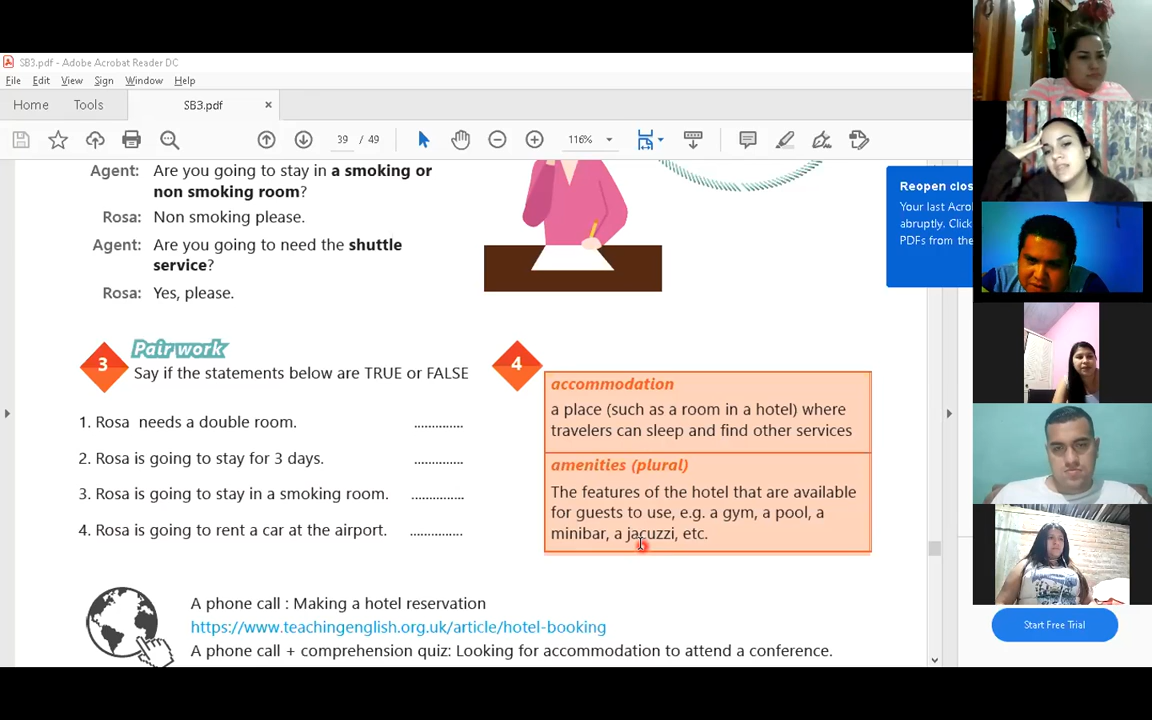 SB3.pdf - Adobe Acrobat Reader DC
File Edit View Sign Window Help
Home Tools SB3.pdf ×
39 / 49 116%
Agent: Are you going to stay in a smoking or
non smoking room?
Rosa: Non smoking please.
Agent: Are you going to need the shuttle
service?
Rosa: Yes, please.
Reopen clos
Your last Acro
abruptly. Click
PDFs from the
3 Pair work
Say if the statements below are TRUE or FALSE
1. Rosa needs a double room. .............
2. Rosa is going to stay for 3 days. .............
3. Rosa is going to stay in a smoking room. ..............
4. Rosa is going to rent a car at the airport. ..............
4
accommodation
a place (such as a room in a hotel) where
travelers can sleep and find other services
amenities (plural)
The features of the hotel that are available
for guests to use, e.g. a gym, a pool, a
minibar, a jacuzzi, etc.
A phone call : Making a hotel reservation
https://www.teachingenglish.org.uk/article/hotel-booking
A phone call + comprehension quiz: Looking for accommodation to attend a conference.
Start Free Trial